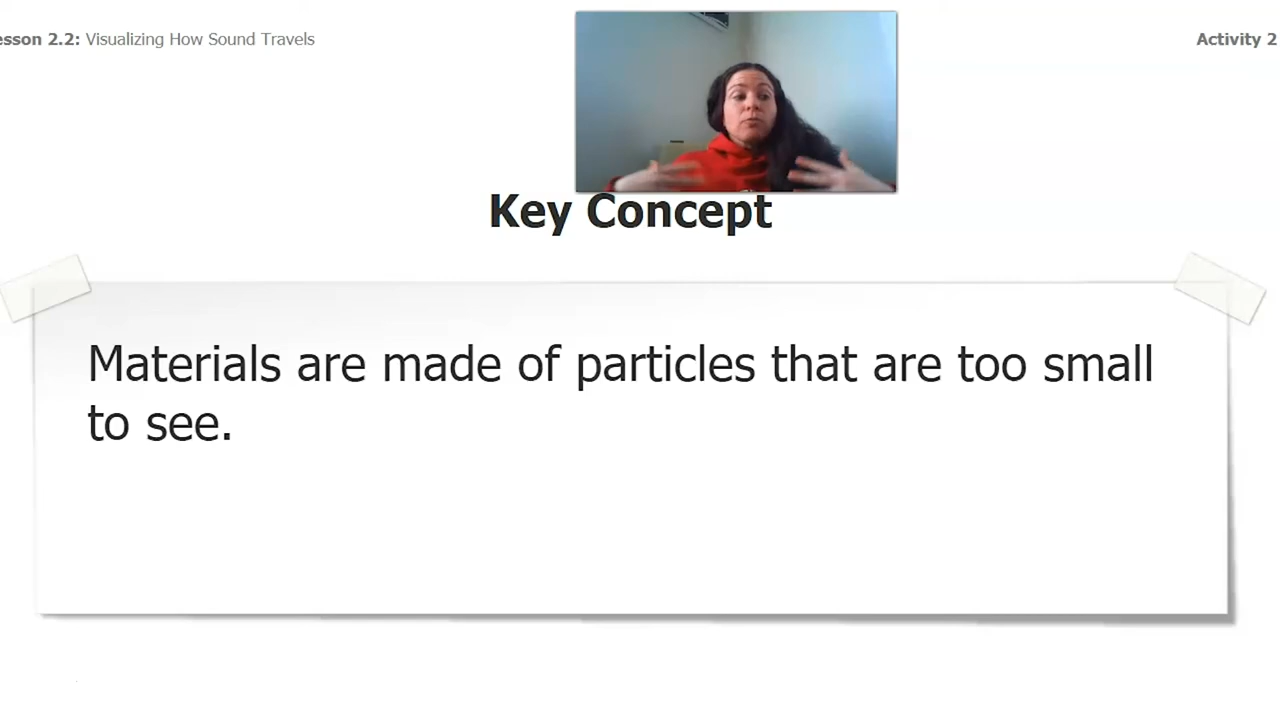 esson 2.2: Visualizing How Sound Travels
Activity 2
Key Concept
Materials are made of particles that are too small
to see.